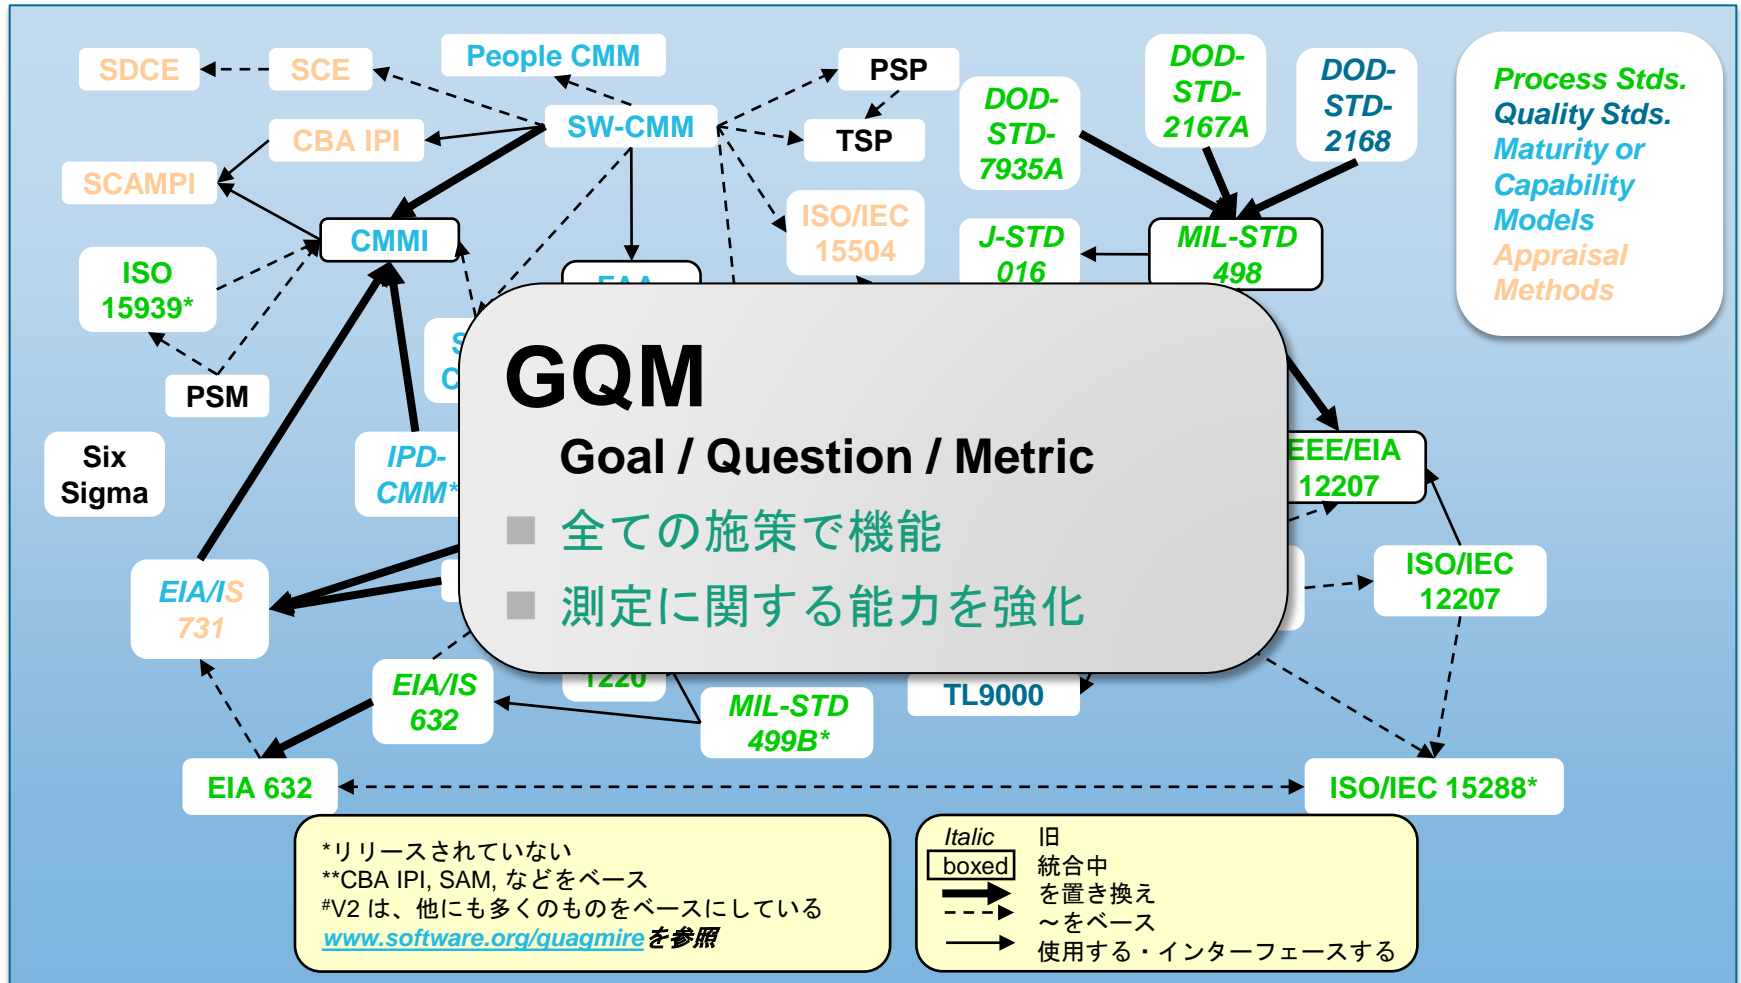 SDCE
SCE
People CMM
PSP
SW-CMM
TSP
CBA IPI
SCAMPI
CMMI
ISO/IEC
15504
DOD-
STD-
7935A
DOD-
STD-
2167A
DOD-
STD-
2168
J-STD
016
MIL-STD
498
Process Stds.
Quality Stds.
Maturity or
Capability
Models
Appraisal
Methods
ISO
15939*
PSM
Six
Sigma
IPD-
CMM*
GQM
Goal / Question / Metric
■ 全ての施策で機能
■ 測定に関する能力を強化
EEE/EIA
12207
ISO/IEC
12207
EIA/IS
731
EIA/IS
632
1220
MIL-STD
499B*
TL9000
EIA 632
ISO/IEC 15288*
*リリースされていない
**CBA IPI, SAM, などをベース
#V2 は、他にも多くのものをベースにしている
www.software.org/quagmireを参照
Italic 旧
boxed 統合中
を置き換え
～をベース
使用する・インターフェースする